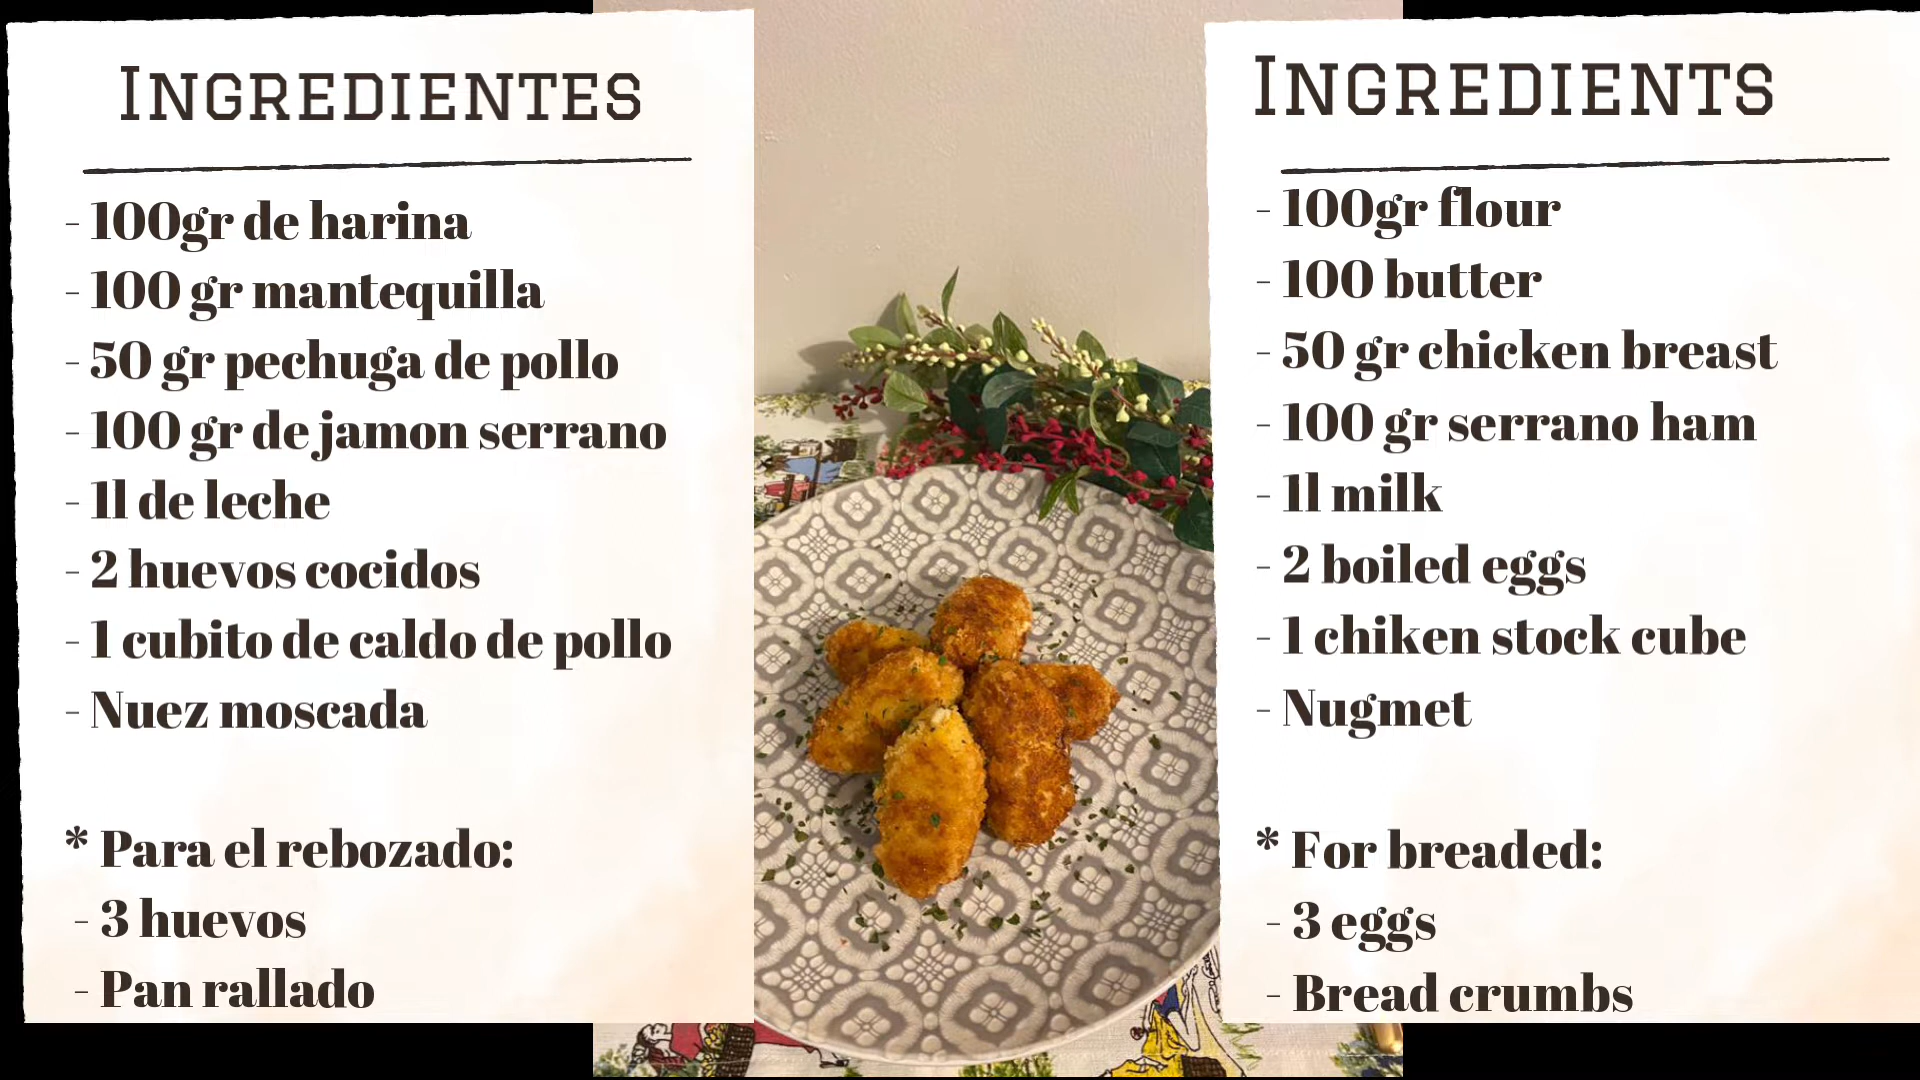 INGREDIENTES
- 100gr de harina
- 100 gr mantequilla
- 50 gr pechuga de pollo
- 100 gr de jamon serrano
- 1l de leche
- 2 huevos cocidos
- 1 cubito de caldo de pollo
- Nuez moscada
* Para el rebozado:
- 3 huevos
- Pan rallado
INGREDIENTS
- 100gr flour
- 100 butter
- 50 gr chicken breast
- 100 gr serrano ham
- 1l milk
- 2 boiled eggs
- 1 chiken stock cube
- Nugmet
* For breaded:
- 3 eggs
- Bread crumbs